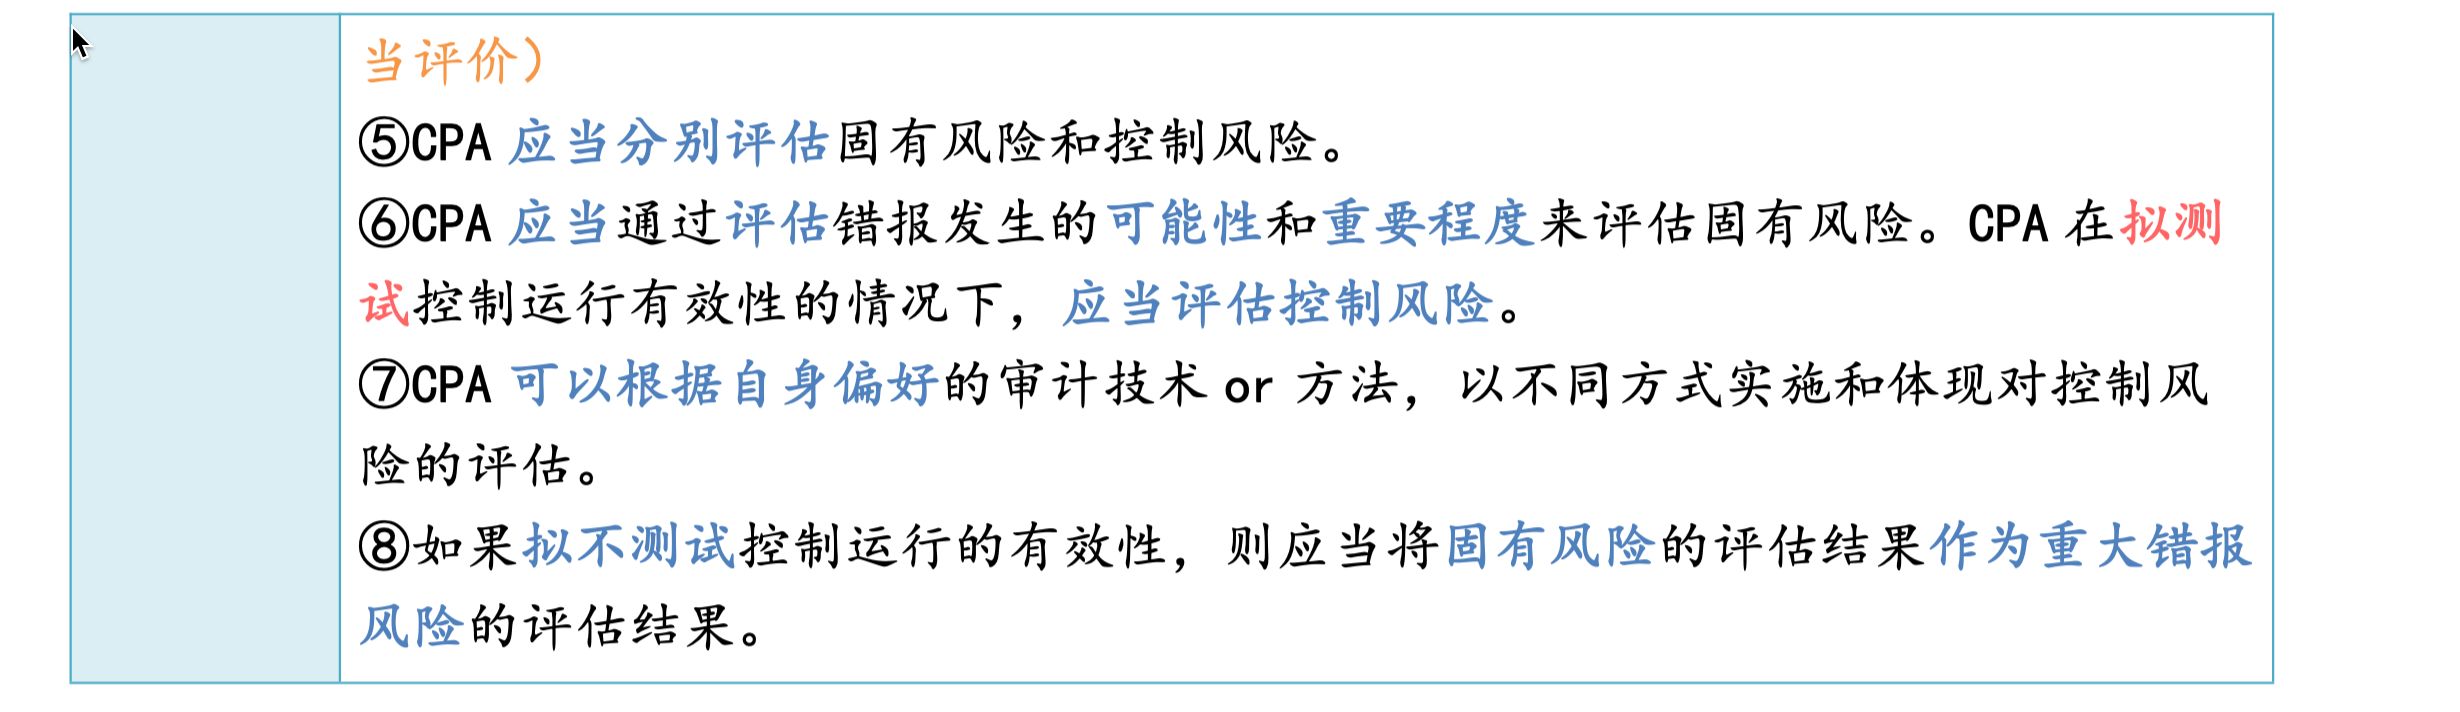 当评价）
⑤CPA 应当分别评估固有风险和控制风险。
⑥CPA 应当通过评估错报发生的可能性和重要程度来评估固有风险。CPA 在拟测
试控制运行有效性的情况下，应当评估控制风险。
⑦CPA 可以根据自身偏好的审计技术 or 方法，以不同方式实施和体现对控制风
险的评估。
⑧如果拟不测试控制运行的有效性，则应当将固有风险的评估结果作为重大错报
风险的评估结果。